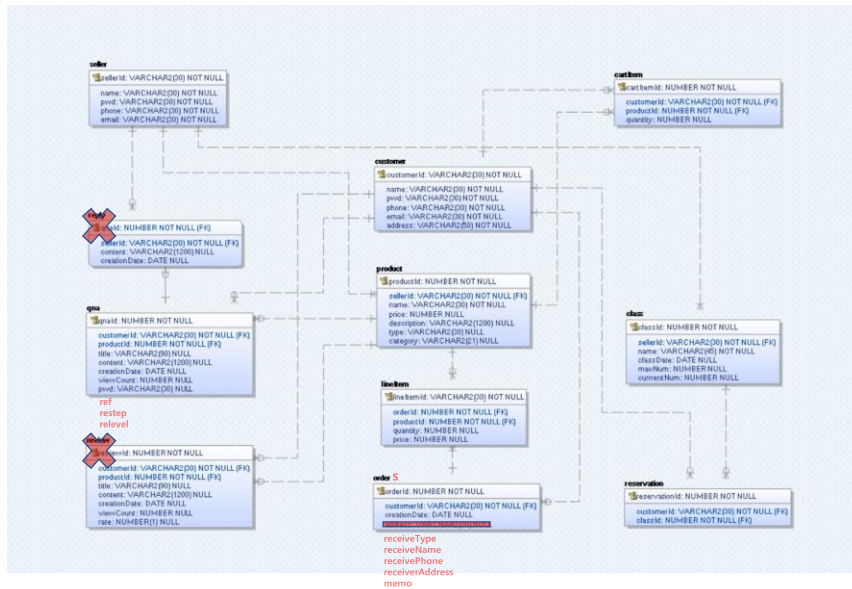 seller
sellerId: VARCHAR2(30) NOT NULL
name: VARCHAR2(30) NULL
pwd: VARCHAR2(30) NULL
phone: VARCHAR2(30) NULL
email: VARCHAR2(30) NULL
cartItem
cartItemId: NUMBER NOT NULL
customerId: VARCHAR2(30) NOT NULL (FK)
productId: NUMBER NOT NULL (FK)
quantity: NUMBER NULL
customer
customerId: VARCHAR2(30) NOT NULL
name: VARCHAR2(30) NULL
pwd: VARCHAR2(30) NULL
phone: VARCHAR2(30) NULL
email: VARCHAR2(30) NULL
address: VARCHAR2(50) NULL
reply
qnaId: NUMBER NOT NULL (FK)
sellerId: VARCHAR2(30) NOT NULL (FK)
content: VARCHAR2(1200) NULL
creationDate: DATE NULL
product
productId: NUMBER NOT NULL
sellerId: VARCHAR2(30) NOT NULL (FK)
name: VARCHAR2(30) NULL
price: NUMBER NULL
description: VARCHAR2(1200) NULL
type: VARCHAR2(30) NULL
category: VARCHAR2(21) NULL
qna
qnaId: NUMBER NOT NULL
customerId: VARCHAR2(30) NOT NULL (FK)
productId: NUMBER NOT NULL (FK)
title: VARCHAR2(90) NULL
content: VARCHAR2(1200) NULL
creationDate: DATE NULL
viewCount: NUMBER NULL
pwd: VARCHAR2(30) NULL
ref
restep
relevel
class
classId: NUMBER NOT NULL
sellerId: VARCHAR2(30) NOT NULL (FK)
name: VARCHAR2(45) NOT NULL
classDate: DATE NULL
maxNum: NUMBER NULL
currentNum: NUMBER NULL
lineItem
lineItemId: VARCHAR2(30) NOT NULL
orderId: NUMBER NOT NULL (FK)
productId: NUMBER NOT NULL (FK)
quantity: NUMBER NULL
price: NUMBER NULL
review
reviewId: NUMBER NOT NULL
customerId: VARCHAR2(30) NOT NULL (FK)
productId: NUMBER NOT NULL (FK)
title: VARCHAR2(90) NULL
content: VARCHAR2(1200) NULL
creationDate: DATE NULL
viewCount: NUMBER NULL
rate: NUMBER(1) NULL
order s
orderId: NUMBER NOT NULL
customerId: VARCHAR2(30) NOT NULL (FK)
creationDate: DATE NULL
receiveType
receiveName
receivePhone
receiverAddress
memo
reservation
reservationId: NUMBER NOT NULL
customerId: VARCHAR2(30) NOT NULL (FK)
classId: NUMBER NOT NULL (FK)